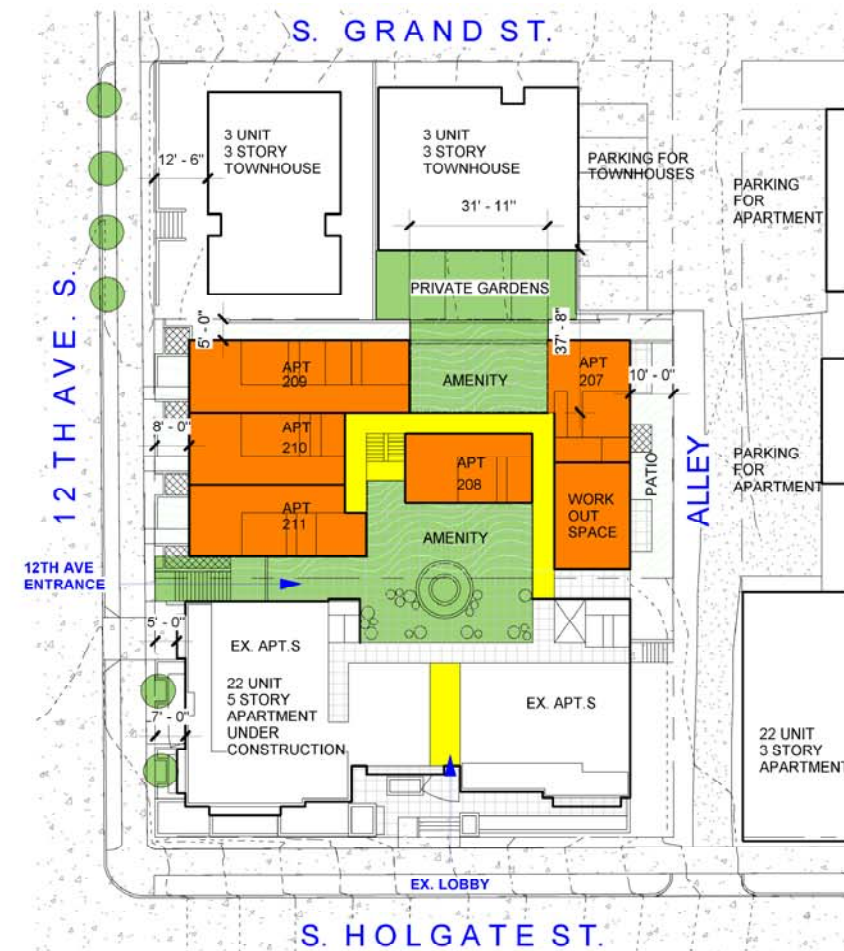 S. GRAND ST.
3 UNIT
3 STORY
TOWNHOUSE
3 UNIT
3 STORY
TOWNHOUSE
12' - 6"
PARKING FOR
TOWNHOUSES
PARKING
FOR
APARTMENT
31' - 11"
PRIVATE GARDENS
12 TH AVE. S.
5' - 0"
37' - 8"
APT
209
AMENITY
APT
207
10' - 0"
8' - 0"
APT
210
APT
208
PATIO
ALLEY
PARKING
FOR
APARTMENT
WORK
OUT
SPACE
APT
211
AMENITY
12TH AVE
ENTRANCE
5' - 0"
EX. APT.S
22 UNIT
5 STORY
APARTMENT
UNDER
CONSTRUCTION
7' - 0"
EX. APT.S
22 UNIT
3 STORY
APARTMENT
EX. LOBBY
S. HOLGATE ST.